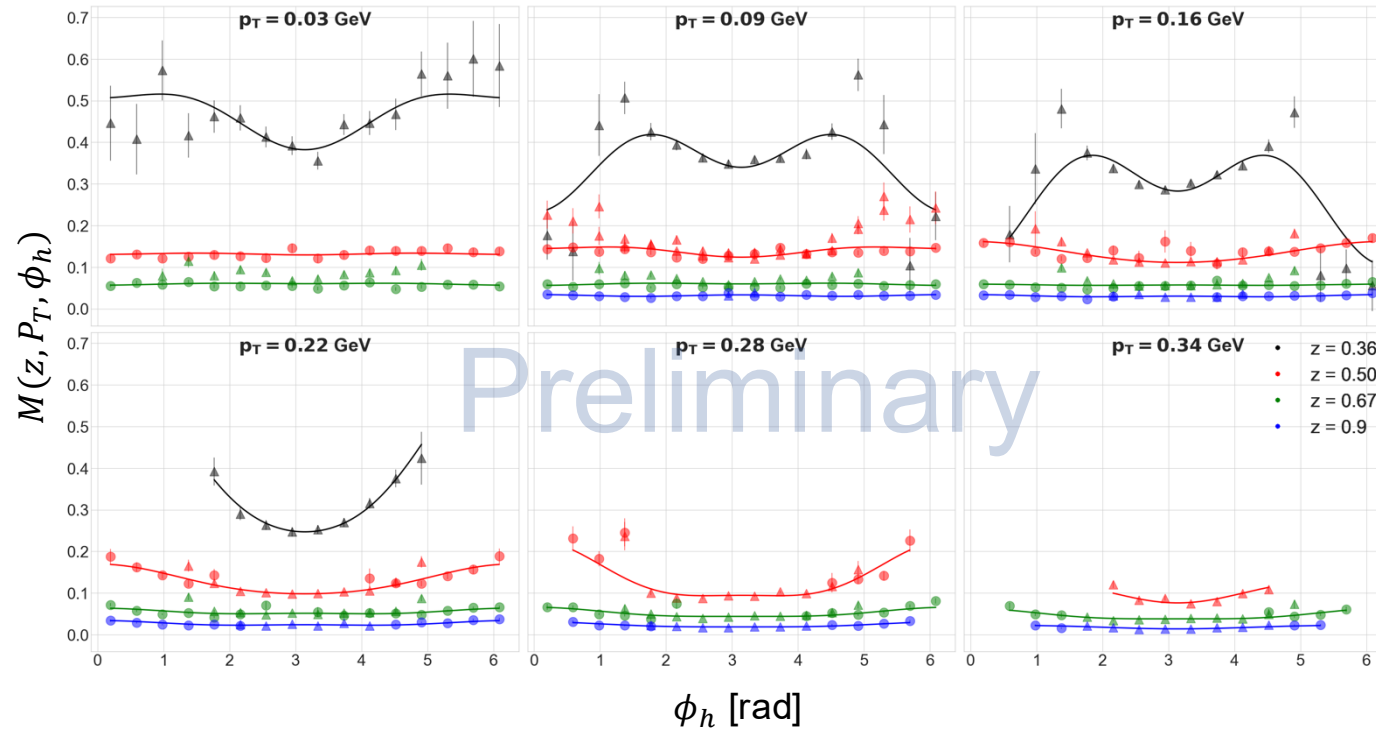 p_T = 0.03 GeV
p_T = 0.09 GeV
p_T = 0.16 GeV
0.7
0.6
0.5
0.4
0.3
0.2
0.1
0.0
M(z, P_T, ϕ_h)
p_T = 0.22 GeV
p_T = 0.28 GeV
p_T = 0.34 GeV
0.7
0.6
0.5
0.4
0.3
0.2
0.1
0.0
z = 0.36
z = 0.50
z = 0.67
z = 0.9
Preliminary
0 1 2 3 4 5 6
0 1 2 3 4 5 6
0 1 2 3 4 5 6
ϕ_h [rad]